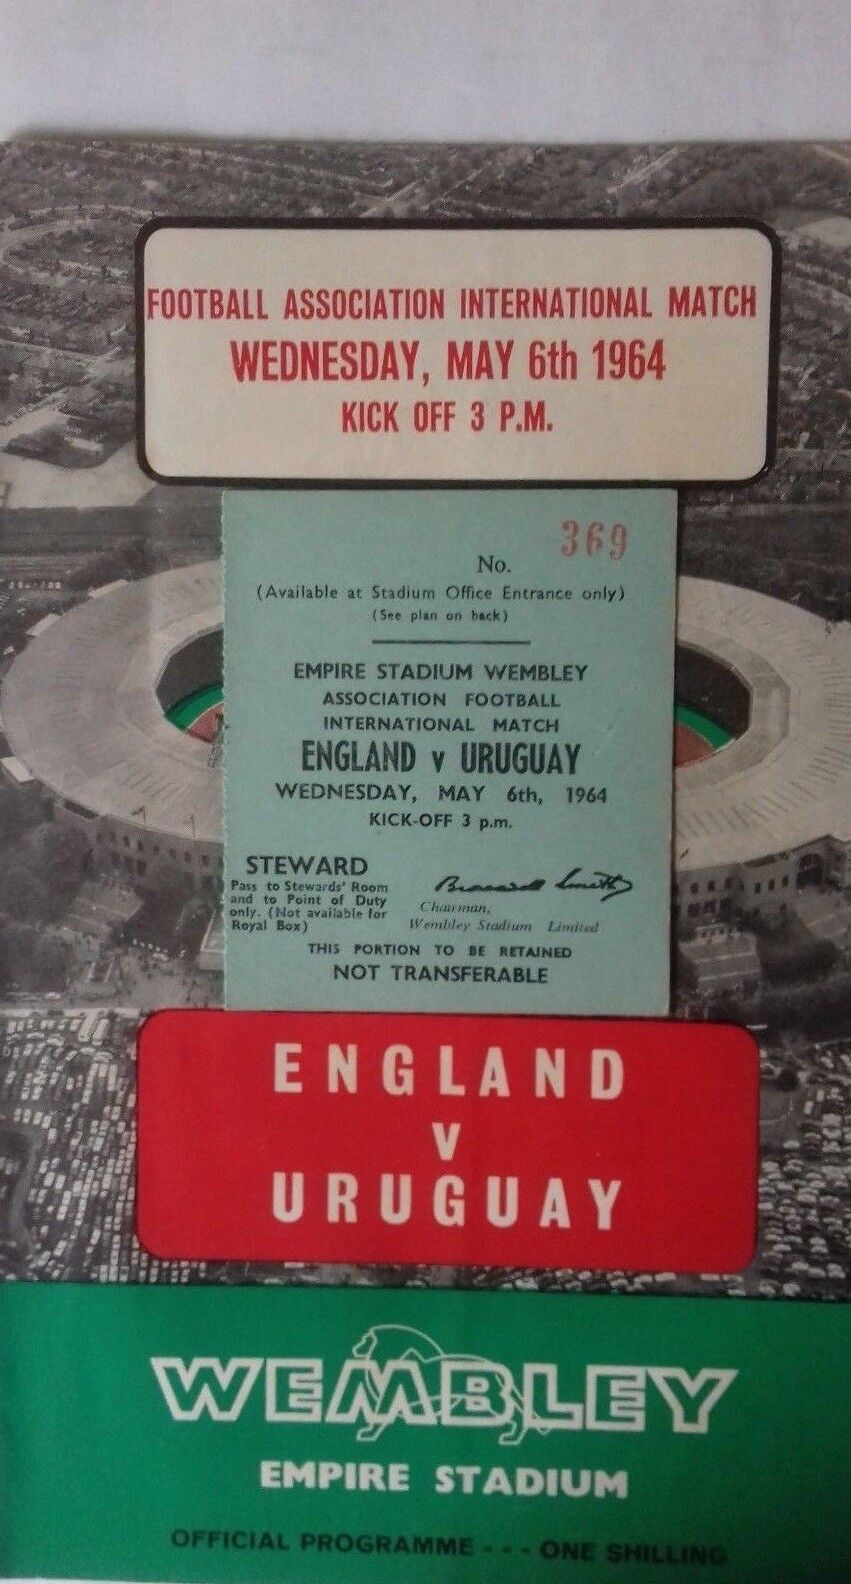 FOOTBALL ASSOCIATION INTERNATIONAL MATCH
WEDNESDAY, MAY 6th 1964
KICK OFF 3 P.M.
No. 369
(Available at Stadium Office Entrance only)
(See plan on back)
EMPIRE STADIUM WEMBLEY
ASSOCIATION FOOTBALL
INTERNATIONAL MATCH
ENGLAND v URUGUAY
WEDNESDAY, MAY 6th, 1964
KICK-OFF 3 p.m.
STEWARD
Pass to Stewards' Room
and to Point of Duty
only. (Not available for
Royal Box)
Chairman,
Wembley Stadium Limited
THIS PORTION TO BE RETAINED
NOT TRANSFERABLE
ENGLAND
V
URUGUAY
WEMBLEY
EMPIRE STADIUM
OFFICIAL PROGRAMME - - - ONE SHILLING